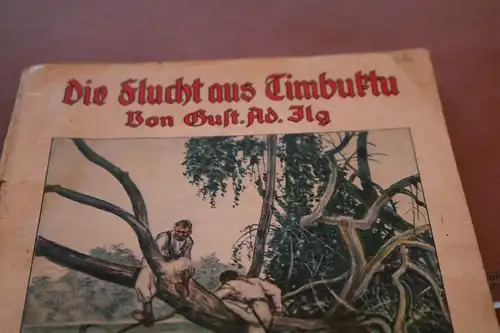 Die Flucht aus Timbuktu
Von Gust. Ad. Ilg